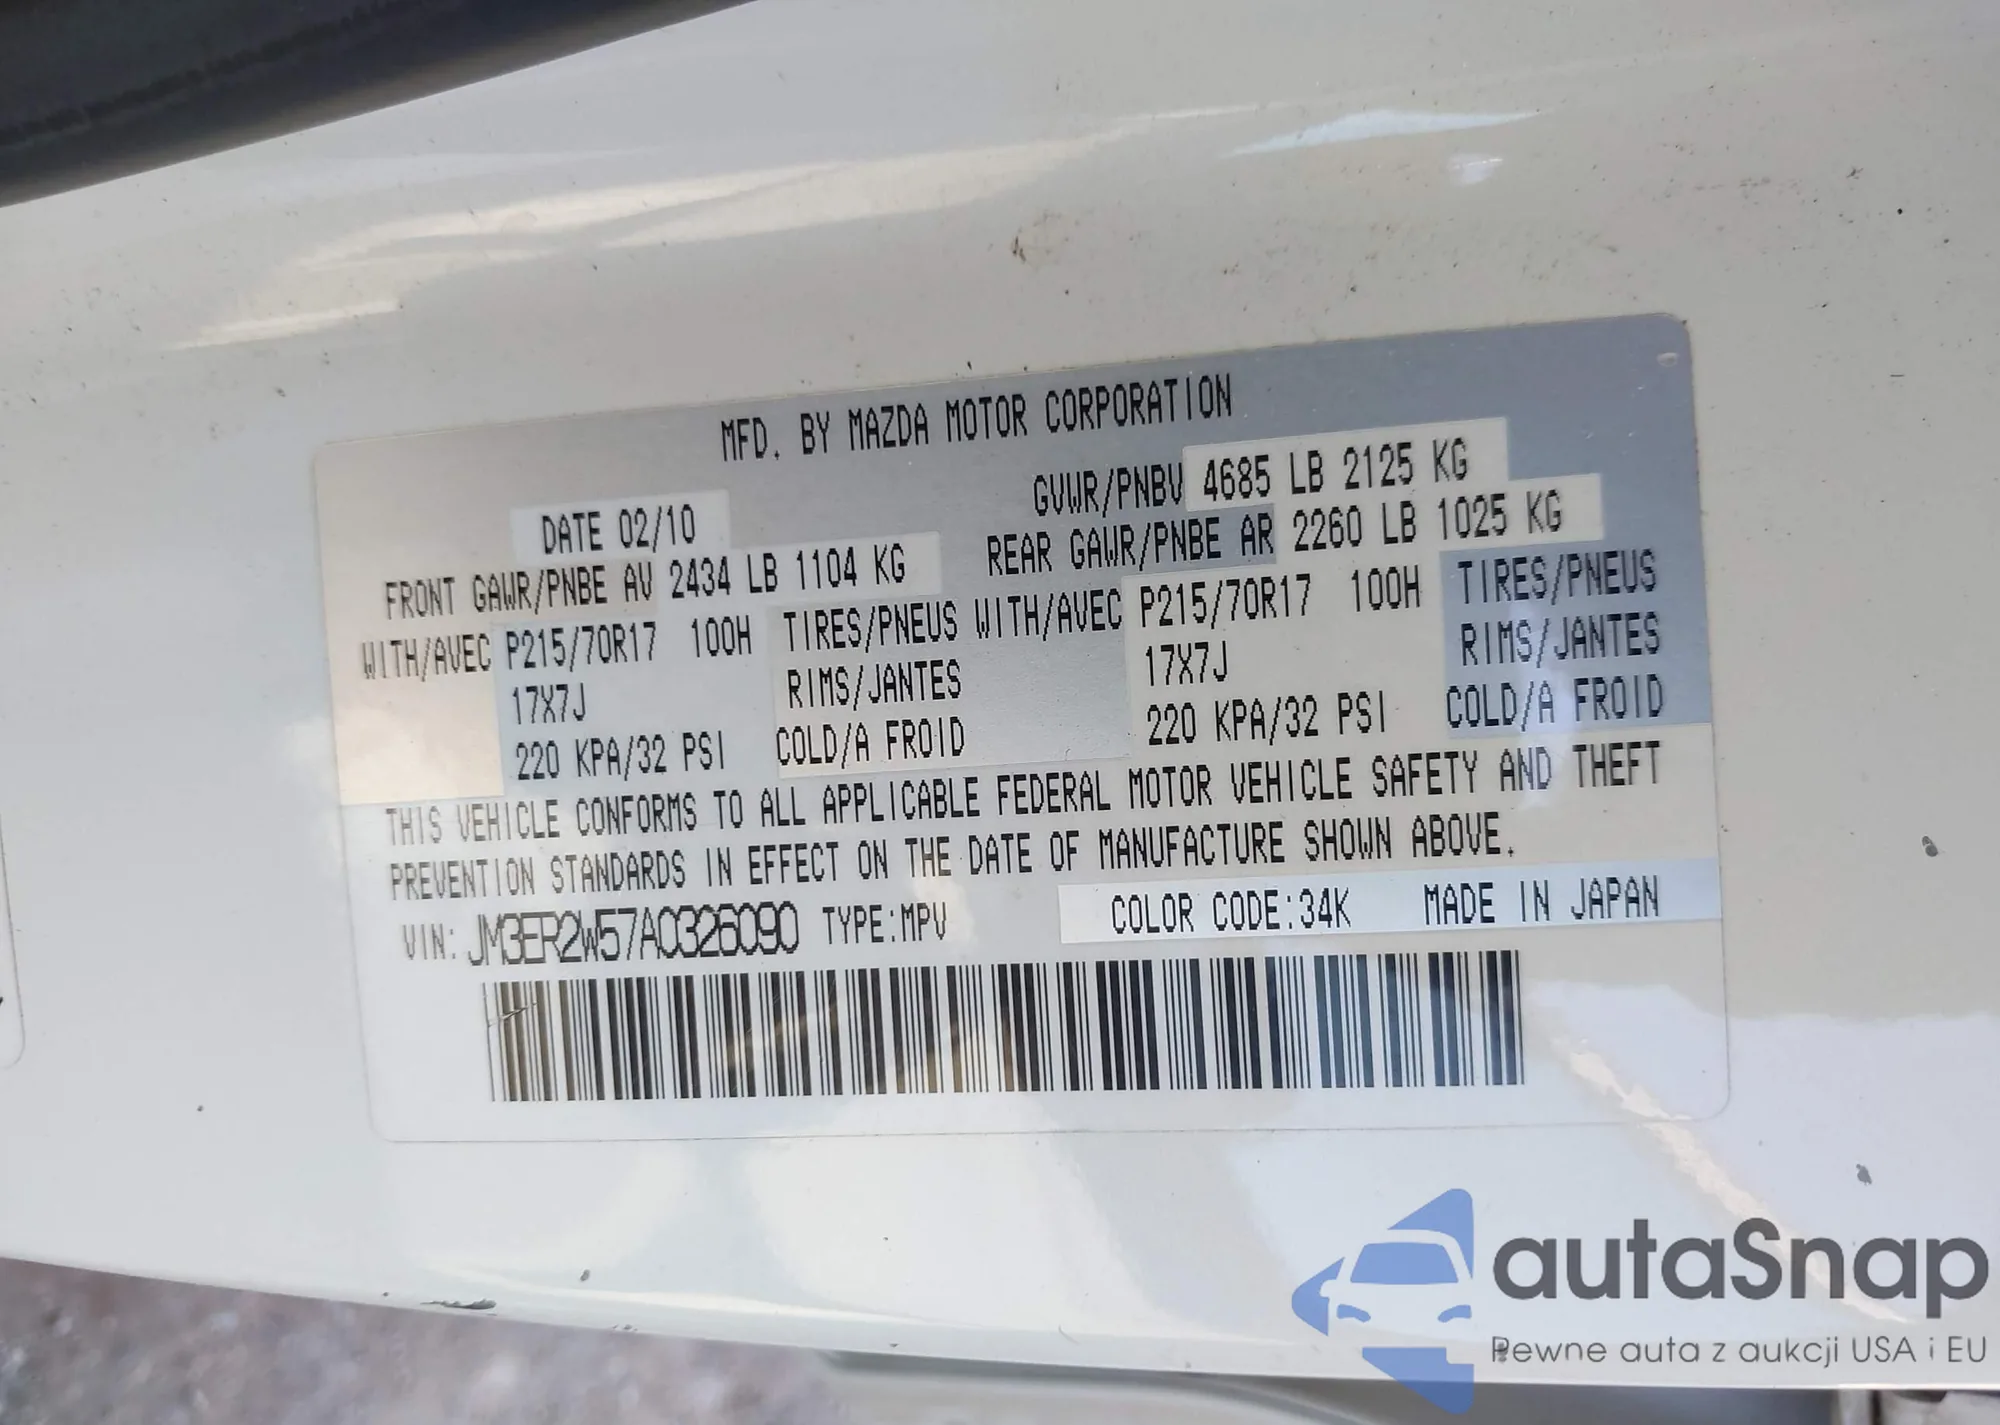 MFD. BY MAZDA MOTOR CORPORATION
DATE 02/10 GVWR/PNBV 4685 LB 2125 KG
FRONT GAWR/PNBE AV 2434 LB 1104 KG REAR GAWR/PNBE AR 2260 LB 1025 KG
WITH/AVEC P215/70R17 100H TIRES/PNEUS WITH/AVEC P215/70R17 100H TIRES/PNEUS
17X7J RIMS/JANTES 17X7J RIMS/JANTES
220 KPA/32 PSI COLD/A FROID 220 KPA/32 PSI COLD/A FROID
THIS VEHICLE CONFORMS TO ALL APPLICABLE FEDERAL MOTOR VEHICLE SAFETY AND THEFT
PREVENTION STANDARDS IN EFFECT ON THE DATE OF MANUFACTURE SHOWN ABOVE.
VIN: JM3ER2W57A0326090 TYPE:MPV COLOR CODE:34K MADE IN JAPAN
autaSnap
Pewne auta z aukcji USA i EU